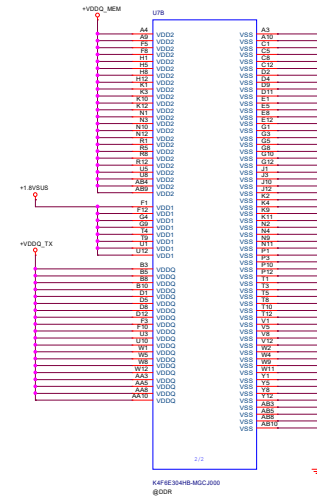 +VDDQ_MEM
U7B
A4 VDD2 VSS A3
A9 VDD2 VSS A10
F5 VDD2 VSS C1
F8 VDD2 VSS C5
H1 VDD2 VSS C8
H5 VDD2 VSS C12
H8 VDD2 VSS D2
H12 VDD2 VSS D4
K1 VDD2 VSS D9
K3 VDD2 VSS D11
K10 VDD2 VSS E1
K12 VDD2 VSS E5
N1 VDD2 VSS E8
N3 VDD2 VSS E12
N10 VDD2 VSS G1
N12 VDD2 VSS G3
R1 VDD2 VSS G5
R5 VDD2 VSS G8
R8 VDD2 VSS G10
R12 VDD2 VSS G12
U5 VDD2 VSS J1
U8 VDD2 VSS J3
AB4 VDD2 VSS J10
AB9 VDD2 VSS J12
+1.8VSUS
VSS K2
F1 VDD1 VSS K4
F12 VDD1 VSS K9
G4 VDD1 VSS K11
G9 VDD1 VSS N2
T4 VDD1 VSS N4
T9 VDD1 VSS N9
U1 VDD1 VSS N11
U12 VDD1 VSS P1
+VDDQ_TX
VSS P3
B3 VDDQ VSS P10
B5 VDDQ VSS P12
B8 VDDQ VSS T1
B10 VDDQ VSS T3
D1 VDDQ VSS T5
D5 VDDQ VSS T8
D8 VDDQ VSS T10
D12 VDDQ VSS T12
F3 VDDQ VSS V1
F10 VDDQ VSS V5
U3 VDDQ VSS V8
U10 VDDQ VSS V12
W1 VDDQ VSS W2
W5 VDDQ VSS W4
W8 VDDQ VSS W9
W12 VDDQ VSS W11
AA3 VDDQ VSS Y1
AA5 VDDQ VSS Y5
AA8 VDDQ VSS Y8
AA10 VDDQ VSS Y12
VSS AB3
VSS AB5
VSS AB8
VSS AB10
2/2
K4F6E304HB-MGCJ000
@DDR